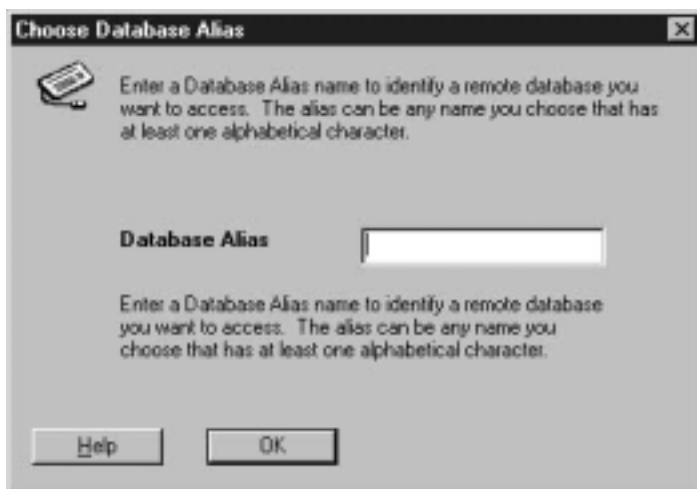 Choose Database Alias
Enter a Database Alias name to identify a remote database you
want to access. The alias can be any name you choose that has
at least one alphabetical character.
Database Alias
Enter a Database Alias name to identify a remote database
you want to access. The alias can be any name you
choose that has at least one alphabetical character.
Help
OK